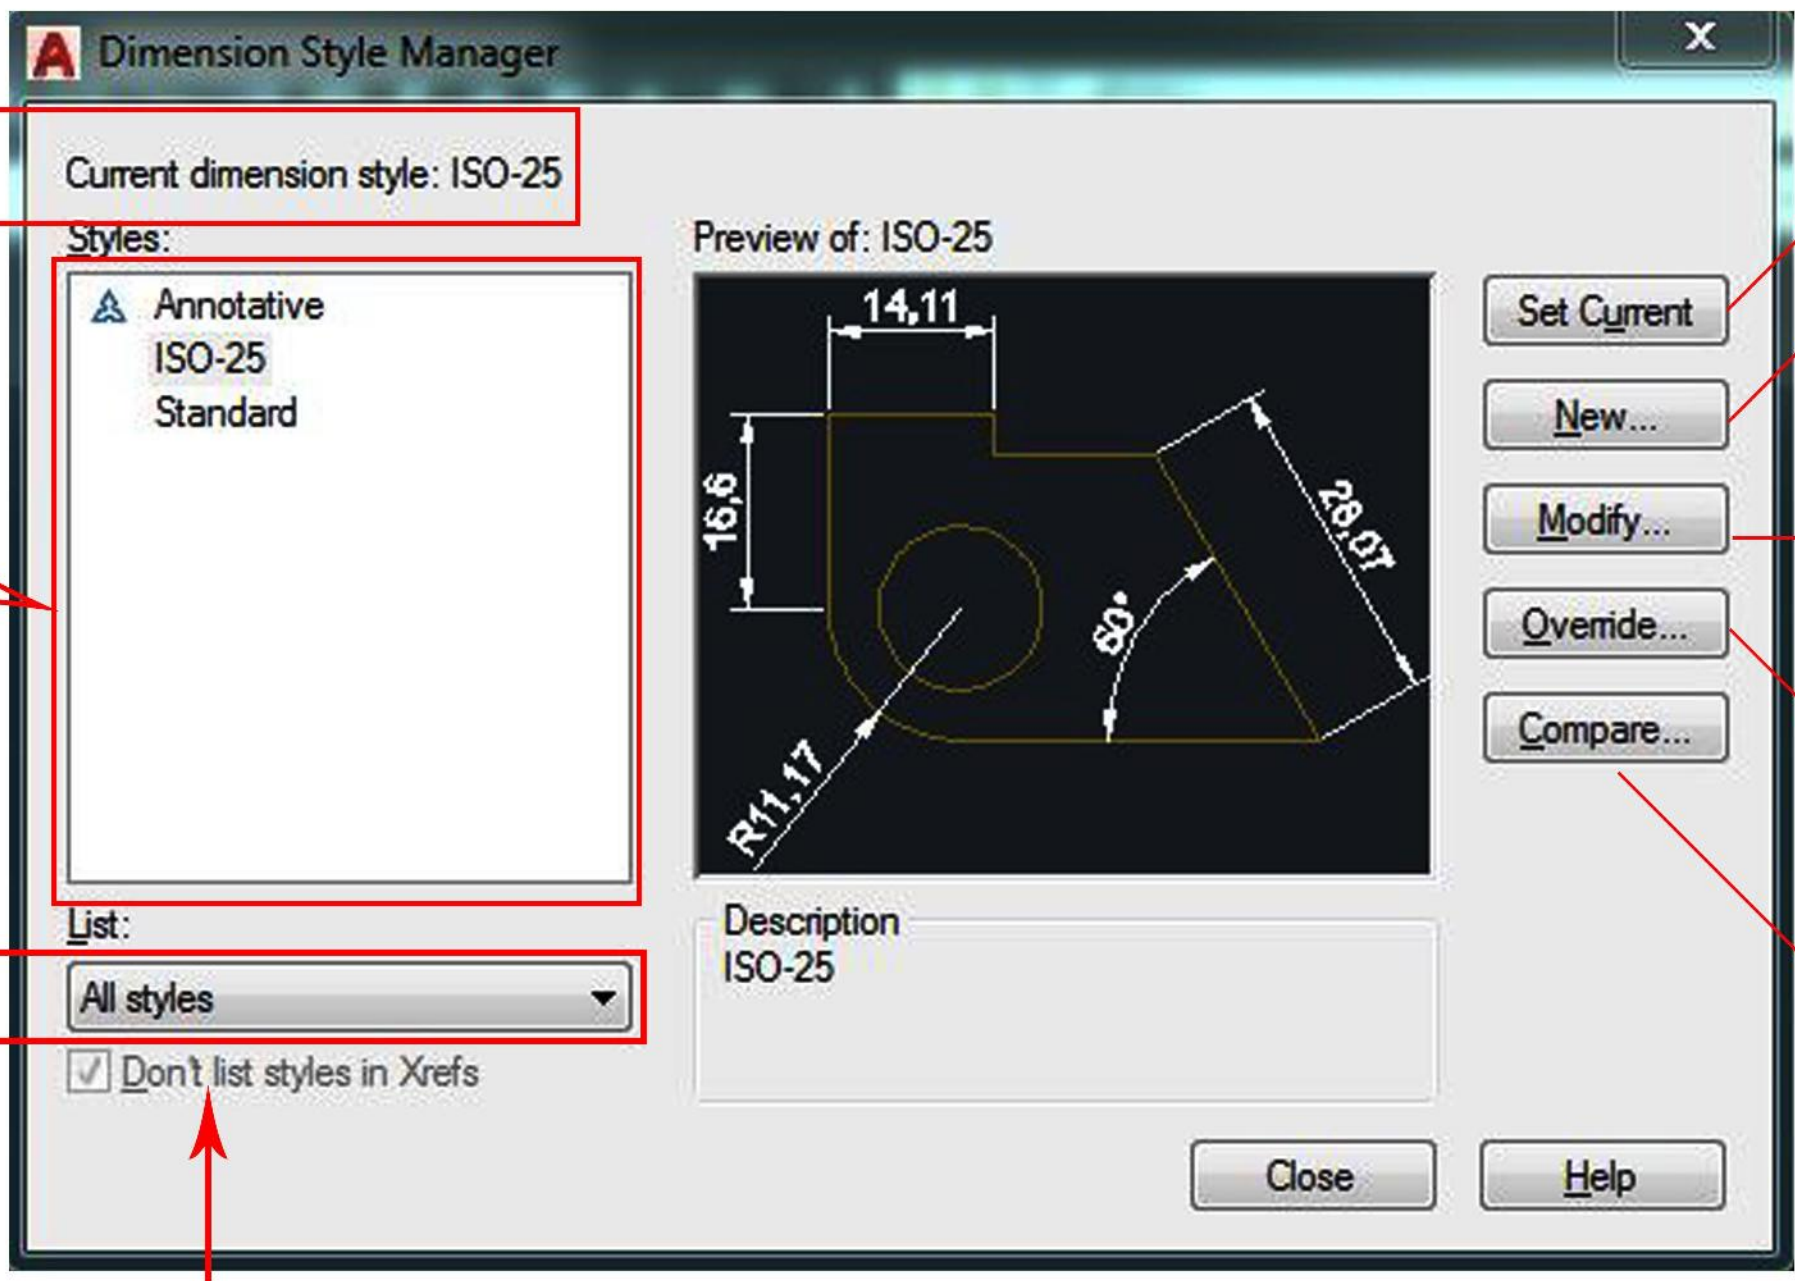 Dimension Style Manager
X
Current dimension style: ISO-25
Styles:
Annotative
ISO-25
Standard
Preview of: ISO-25
14,11
16,6
28,07
60°
R11,17
Set Current
New...
Modify...
Override...
Compare...
List:
All styles
Don't list styles in Xrefs
Description
ISO-25
Close
Help